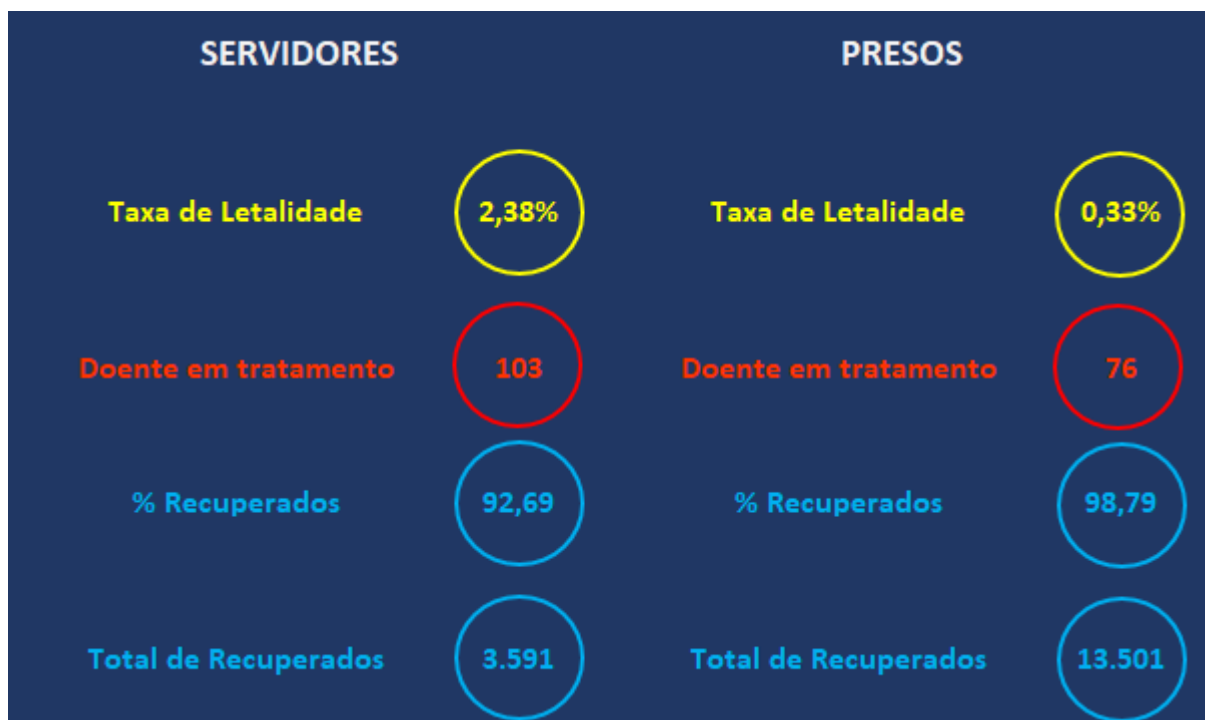 SERVIDORES PRESOS
Taxa de Letalidade 2,38% Taxa de Letalidade 0,33%
Doente em tratamento 103 Doente em tratamento 76
% Recuperados 92,69 % Recuperados 98,79
Total de Recuperados 3.591 Total de Recuperados 13.501